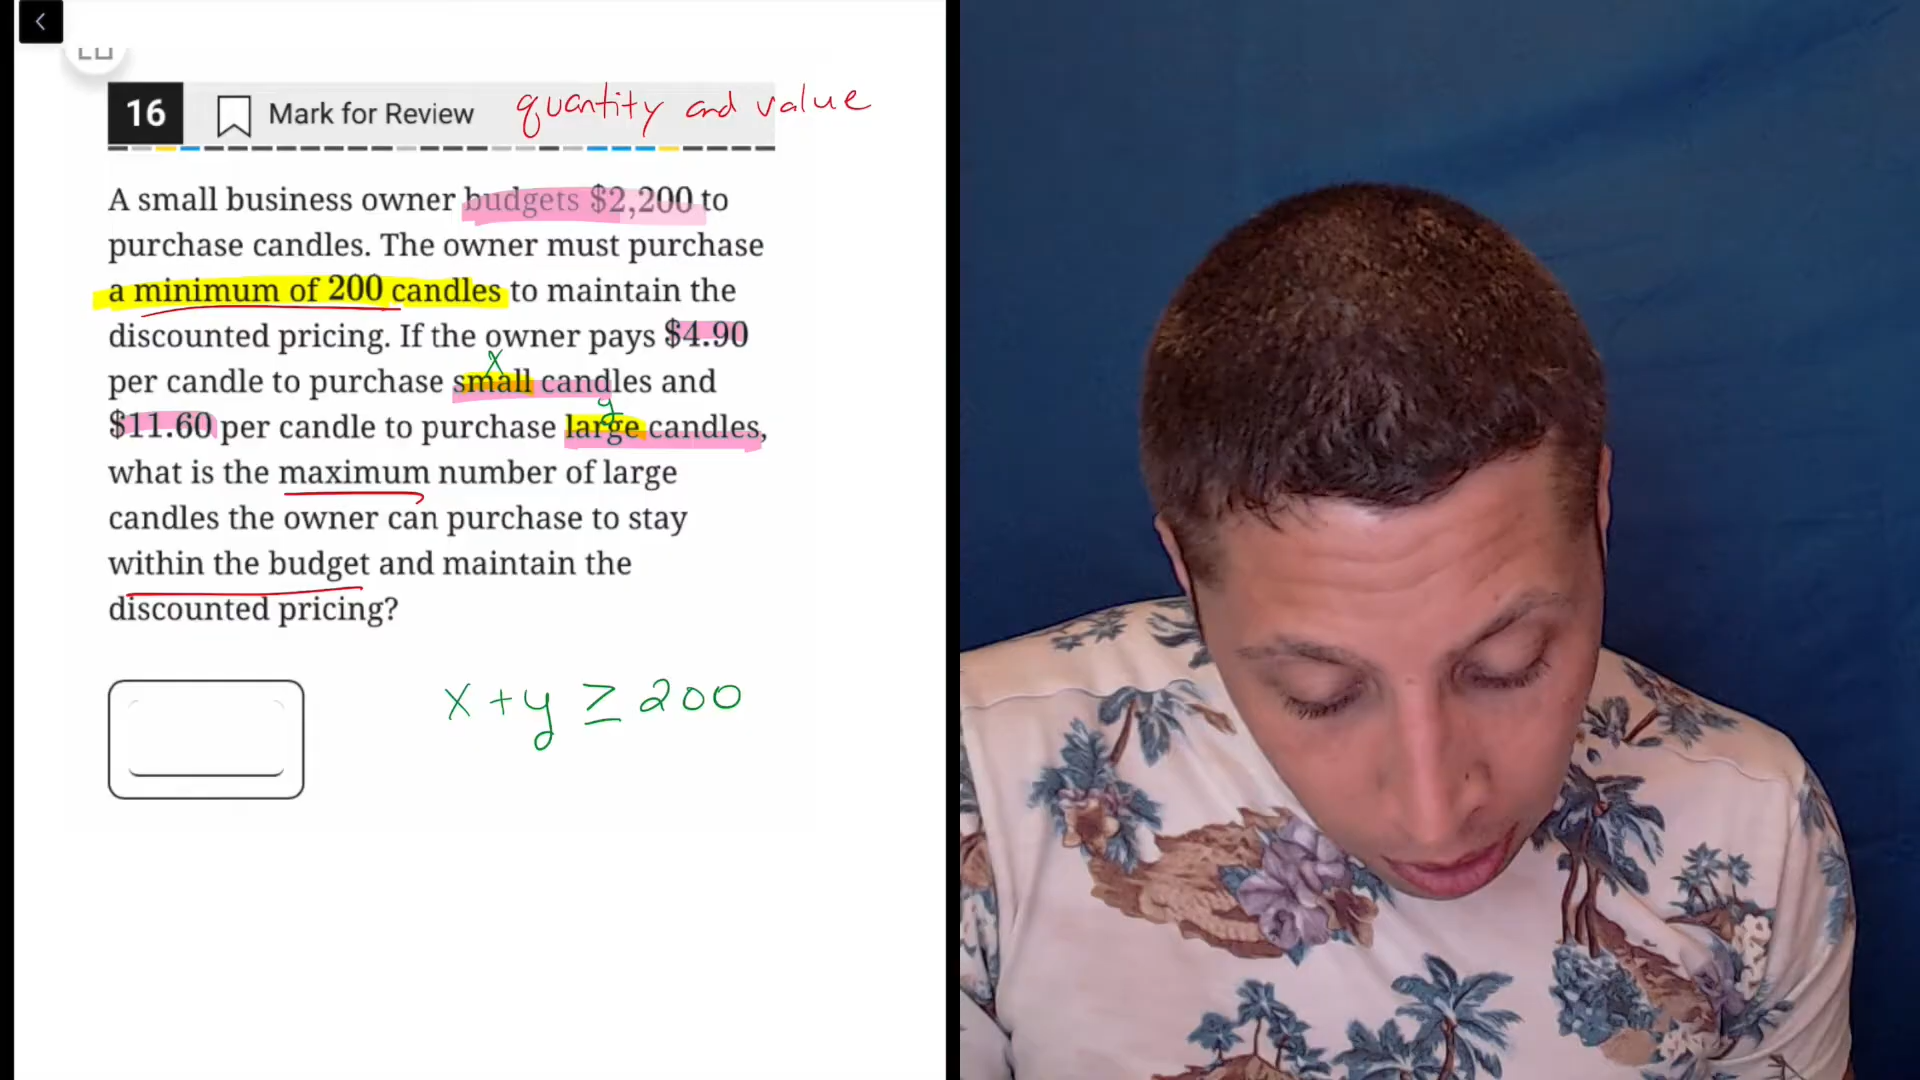 16 Mark for Review quantity and value
A small business owner budgets $2,200 to
purchase candles. The owner must purchase
a minimum of 200 candles to maintain the
discounted pricing. If the owner pays $4.90
x
per candle to purchase small candles and
y
$11.60 per candle to purchase large candles,
what is the maximum number of large
candles the owner can purchase to stay
within the budget and maintain the
discounted pricing?
x + y ≥ 200